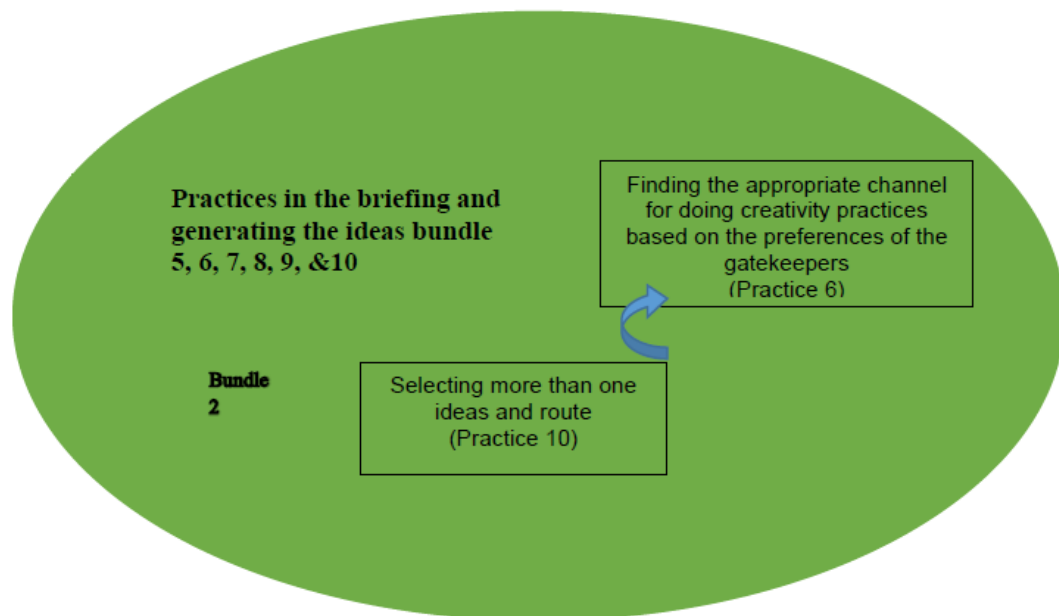 Practices in the briefing and
generating the ideas bundle
5, 6, 7, 8, 9, &10
Finding the appropriate channel
for doing creativity practices
based on the preferences of the
gatekeepers
(Practice 6)
Bundle
2
Selecting more than one
ideas and route
(Practice 10)